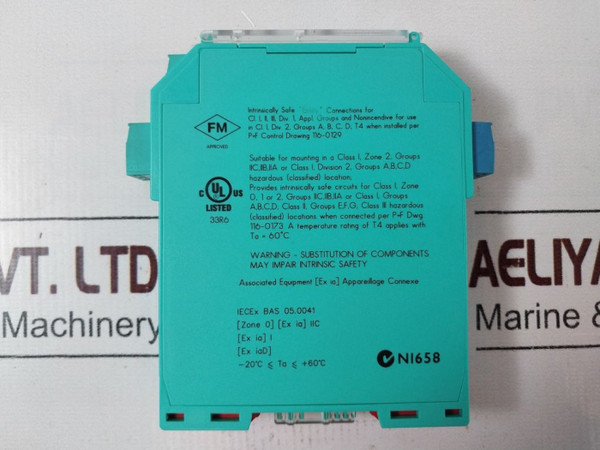 Intrinsically Safe "Entity" Connections for
Cl. I, II, III, Div. 1, Appl. Groups and Nonincendive for use
in Cl I, Div 2, Groups A, B, C, D, T4 when installed per
P+F Control Drawing 116-0129
FM
APPROVED
Suitable for mounting in a Class I, Zone 2, Groups
IIC,IIB,IIA or Class I, Division 2, Groups A,B,C,D
hazardous (classified) location.
Provides intrinsically safe circuits for Class I, Zone
0, 1 or 2, Groups IIC,IIB,IIA or Class I, Groups
A,B,C,D, Class II, Groups E,F,G, Class III hazardous
(classified) locations when connected per P+F Dwg
116-0173. A temperature rating of T4 applies with
Ta = 60°C
C UL US
LISTED
33R6
WARNING - SUBSTITUTION OF COMPONENTS
MAY IMPAIR INTRINSIC SAFETY
Associated Equipment [Ex ia] Appareillage Connexe
IECEx BAS 05.0041
[Zone 0] [Ex ia] IIC
[Ex ia] I
[Ex iaD]
-20°C ≤ Ta ≤ +60°C
N1658
VT. LTD
Machinery
AELIYA
Marine &